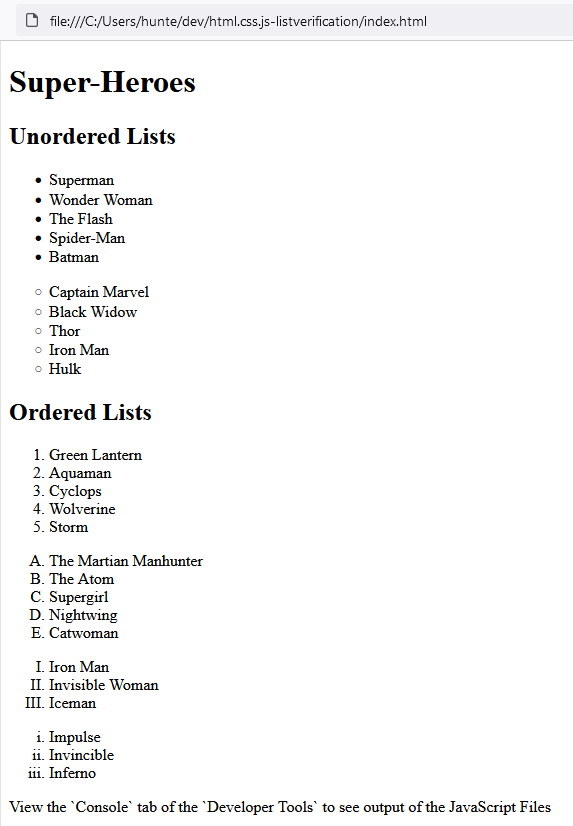 file:///C:/Users/hunte/dev/html.css.js-listverification/index.html
Super-Heroes
Unordered Lists
• Superman
• Wonder Woman
• The Flash
• Spider-Man
• Batman
○ Captain Marvel
○ Black Widow
○ Thor
○ Iron Man
○ Hulk
Ordered Lists
1. Green Lantern
2. Aquaman
3. Cyclops
4. Wolverine
5. Storm
A. The Martian Manhunter
B. The Atom
C. Supergirl
D. Nightwing
E. Catwoman
I. Iron Man
II. Invisible Woman
III. Iceman
i. Impulse
ii. Invincible
iii. Inferno
View the `Console` tab of the `Developer Tools` to see output of the JavaScript Files